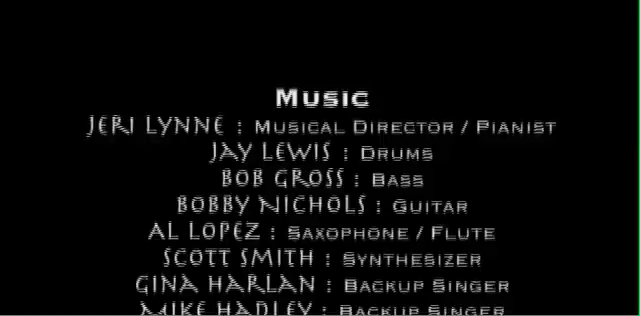 MUSIC
JERI LYNNE : MUSICAL DIRECTOR / PIANIST
JAY LEWIS : DRUMS
BOB GROSS : BASS
BOBBY NICHOLS : GUITAR
AL LOPEZ : SAXOPHONE / FLUTE
SCOTT SMITH : SYNTHESIZER
GINA HARLAN : BACKUP SINGER
MIKE HADLEY : BACKUP SINGER